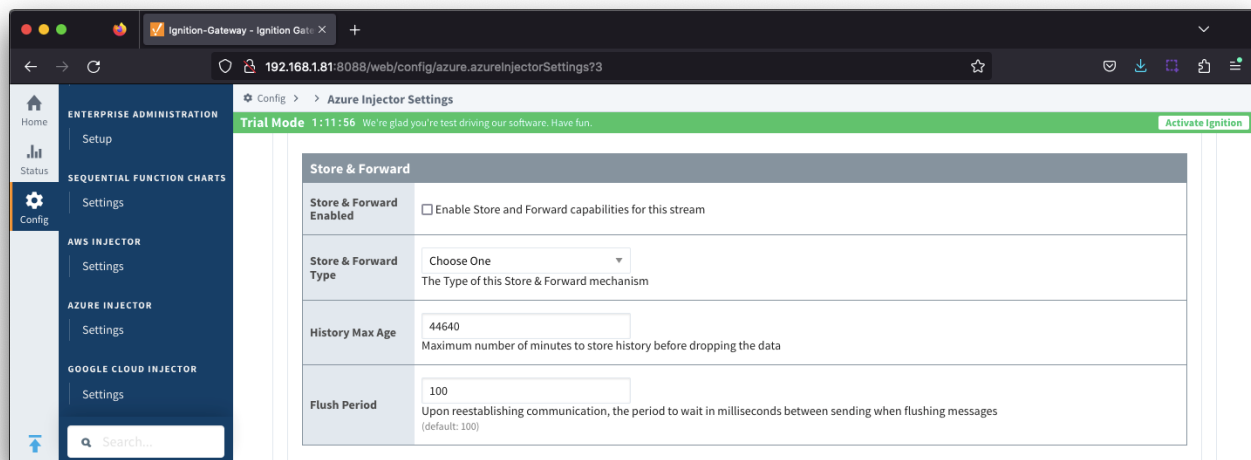 Ignition-Gateway - Ignition Gate
192.168.1.81:8088/web/config/azure.azureInjectorSettings?3
Home
Status
Config
ENTERPRISE ADMINISTRATION
Setup
SEQUENTIAL FUNCTION CHARTS
Settings
AWS INJECTOR
Settings
AZURE INJECTOR
Settings
GOOGLE CLOUD INJECTOR
Settings
Search...
Config > > Azure Injector Settings
Trial Mode 1:11:56 We're glad you're test driving our software. Have fun.
Activate Ignition
Store & Forward
Store & Forward
Enabled
Enable Store and Forward capabilities for this stream
Store & Forward
Type
Choose One
The Type of this Store & Forward mechanism
History Max Age
44640
Maximum number of minutes to store history before dropping the data
Flush Period
100
Upon reestablishing communication, the period to wait in milliseconds between sending when flushing messages
(default: 100)